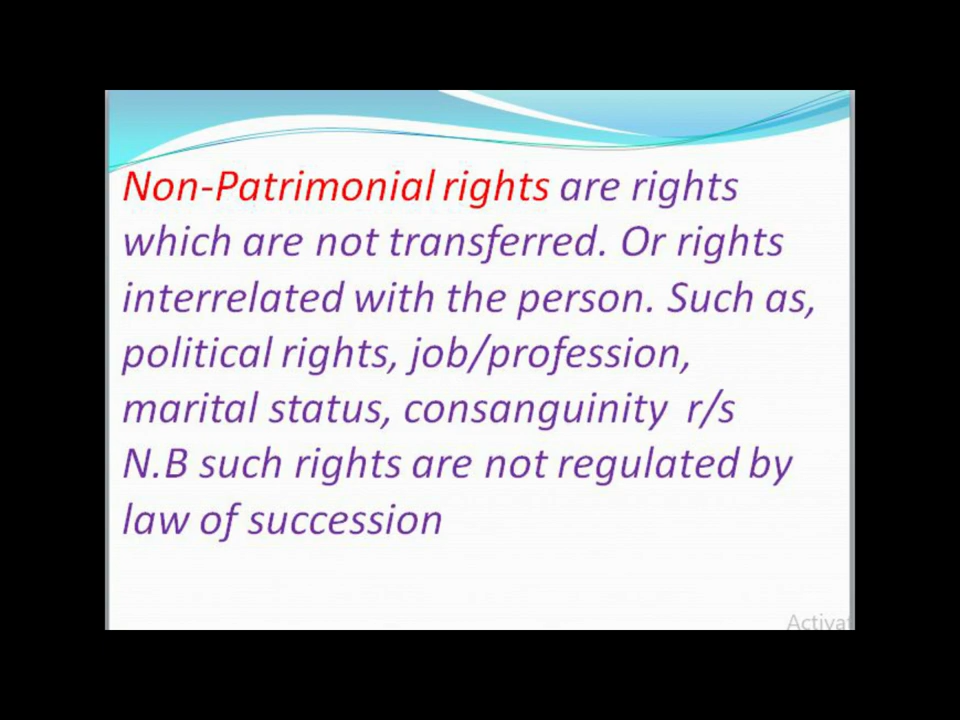 Non-Patrimonial rights are rights
which are not transferred. Or rights
interrelated with the person. Such as,
political rights, job/profession,
marital status, consanguinity r/s
N.B such rights are not regulated by
law of succession
Activat